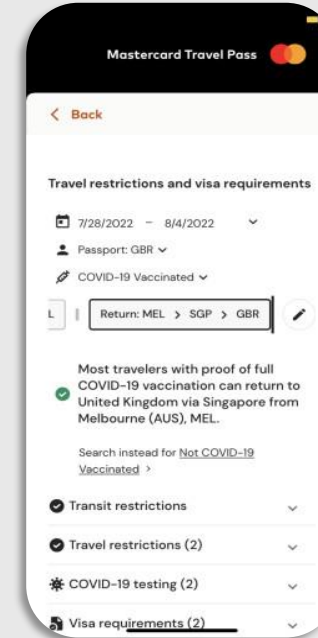 Mastercard Travel Pass
Back
Travel restrictions and visa requirements
7/28/2022 – 8/4/2022
Passport: GBR
COVID-19 Vaccinated
L
Return: MEL > SGP > GBR
Most travelers with proof of full
COVID-19 vaccination can return to
United Kingdom via Singapore from
Melbourne (AUS), MEL.
Search instead for Not COVID-19
Vaccinated >
Transit restrictions
Travel restrictions (2)
COVID-19 testing (2)
Visa requirements (2)